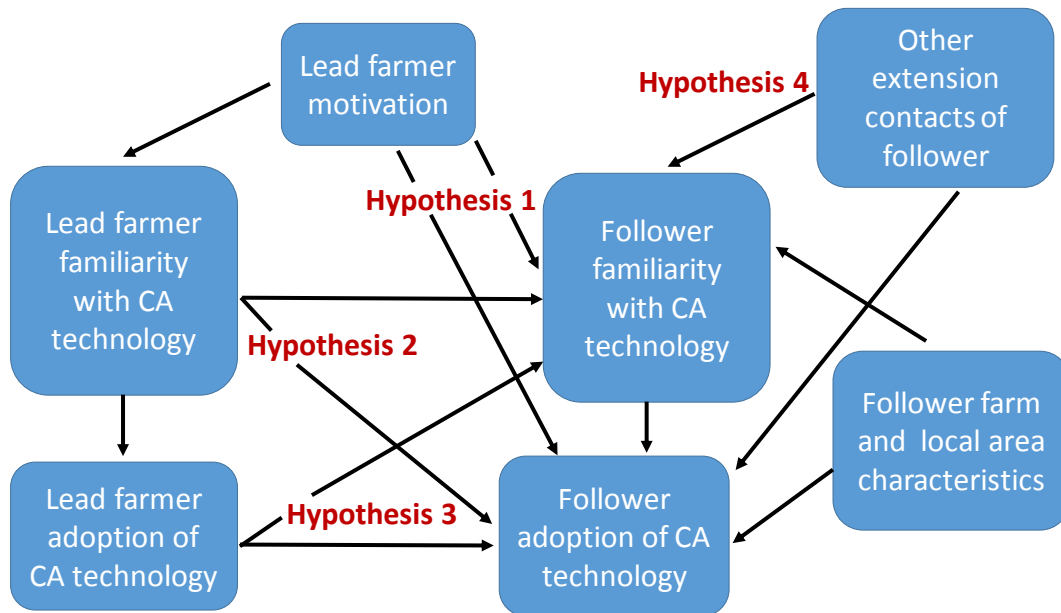 Lead farmer
motivation
Hypothesis 4
Other
extension
contacts of
follower
Hypothesis 1
Lead farmer
familiarity
with CA
technology
Follower
familiarity
with CA
technology
Hypothesis 2
Follower farm
and local area
characteristics
Lead farmer
adoption of
CA technology
Hypothesis 3
Follower
adoption of CA
technology